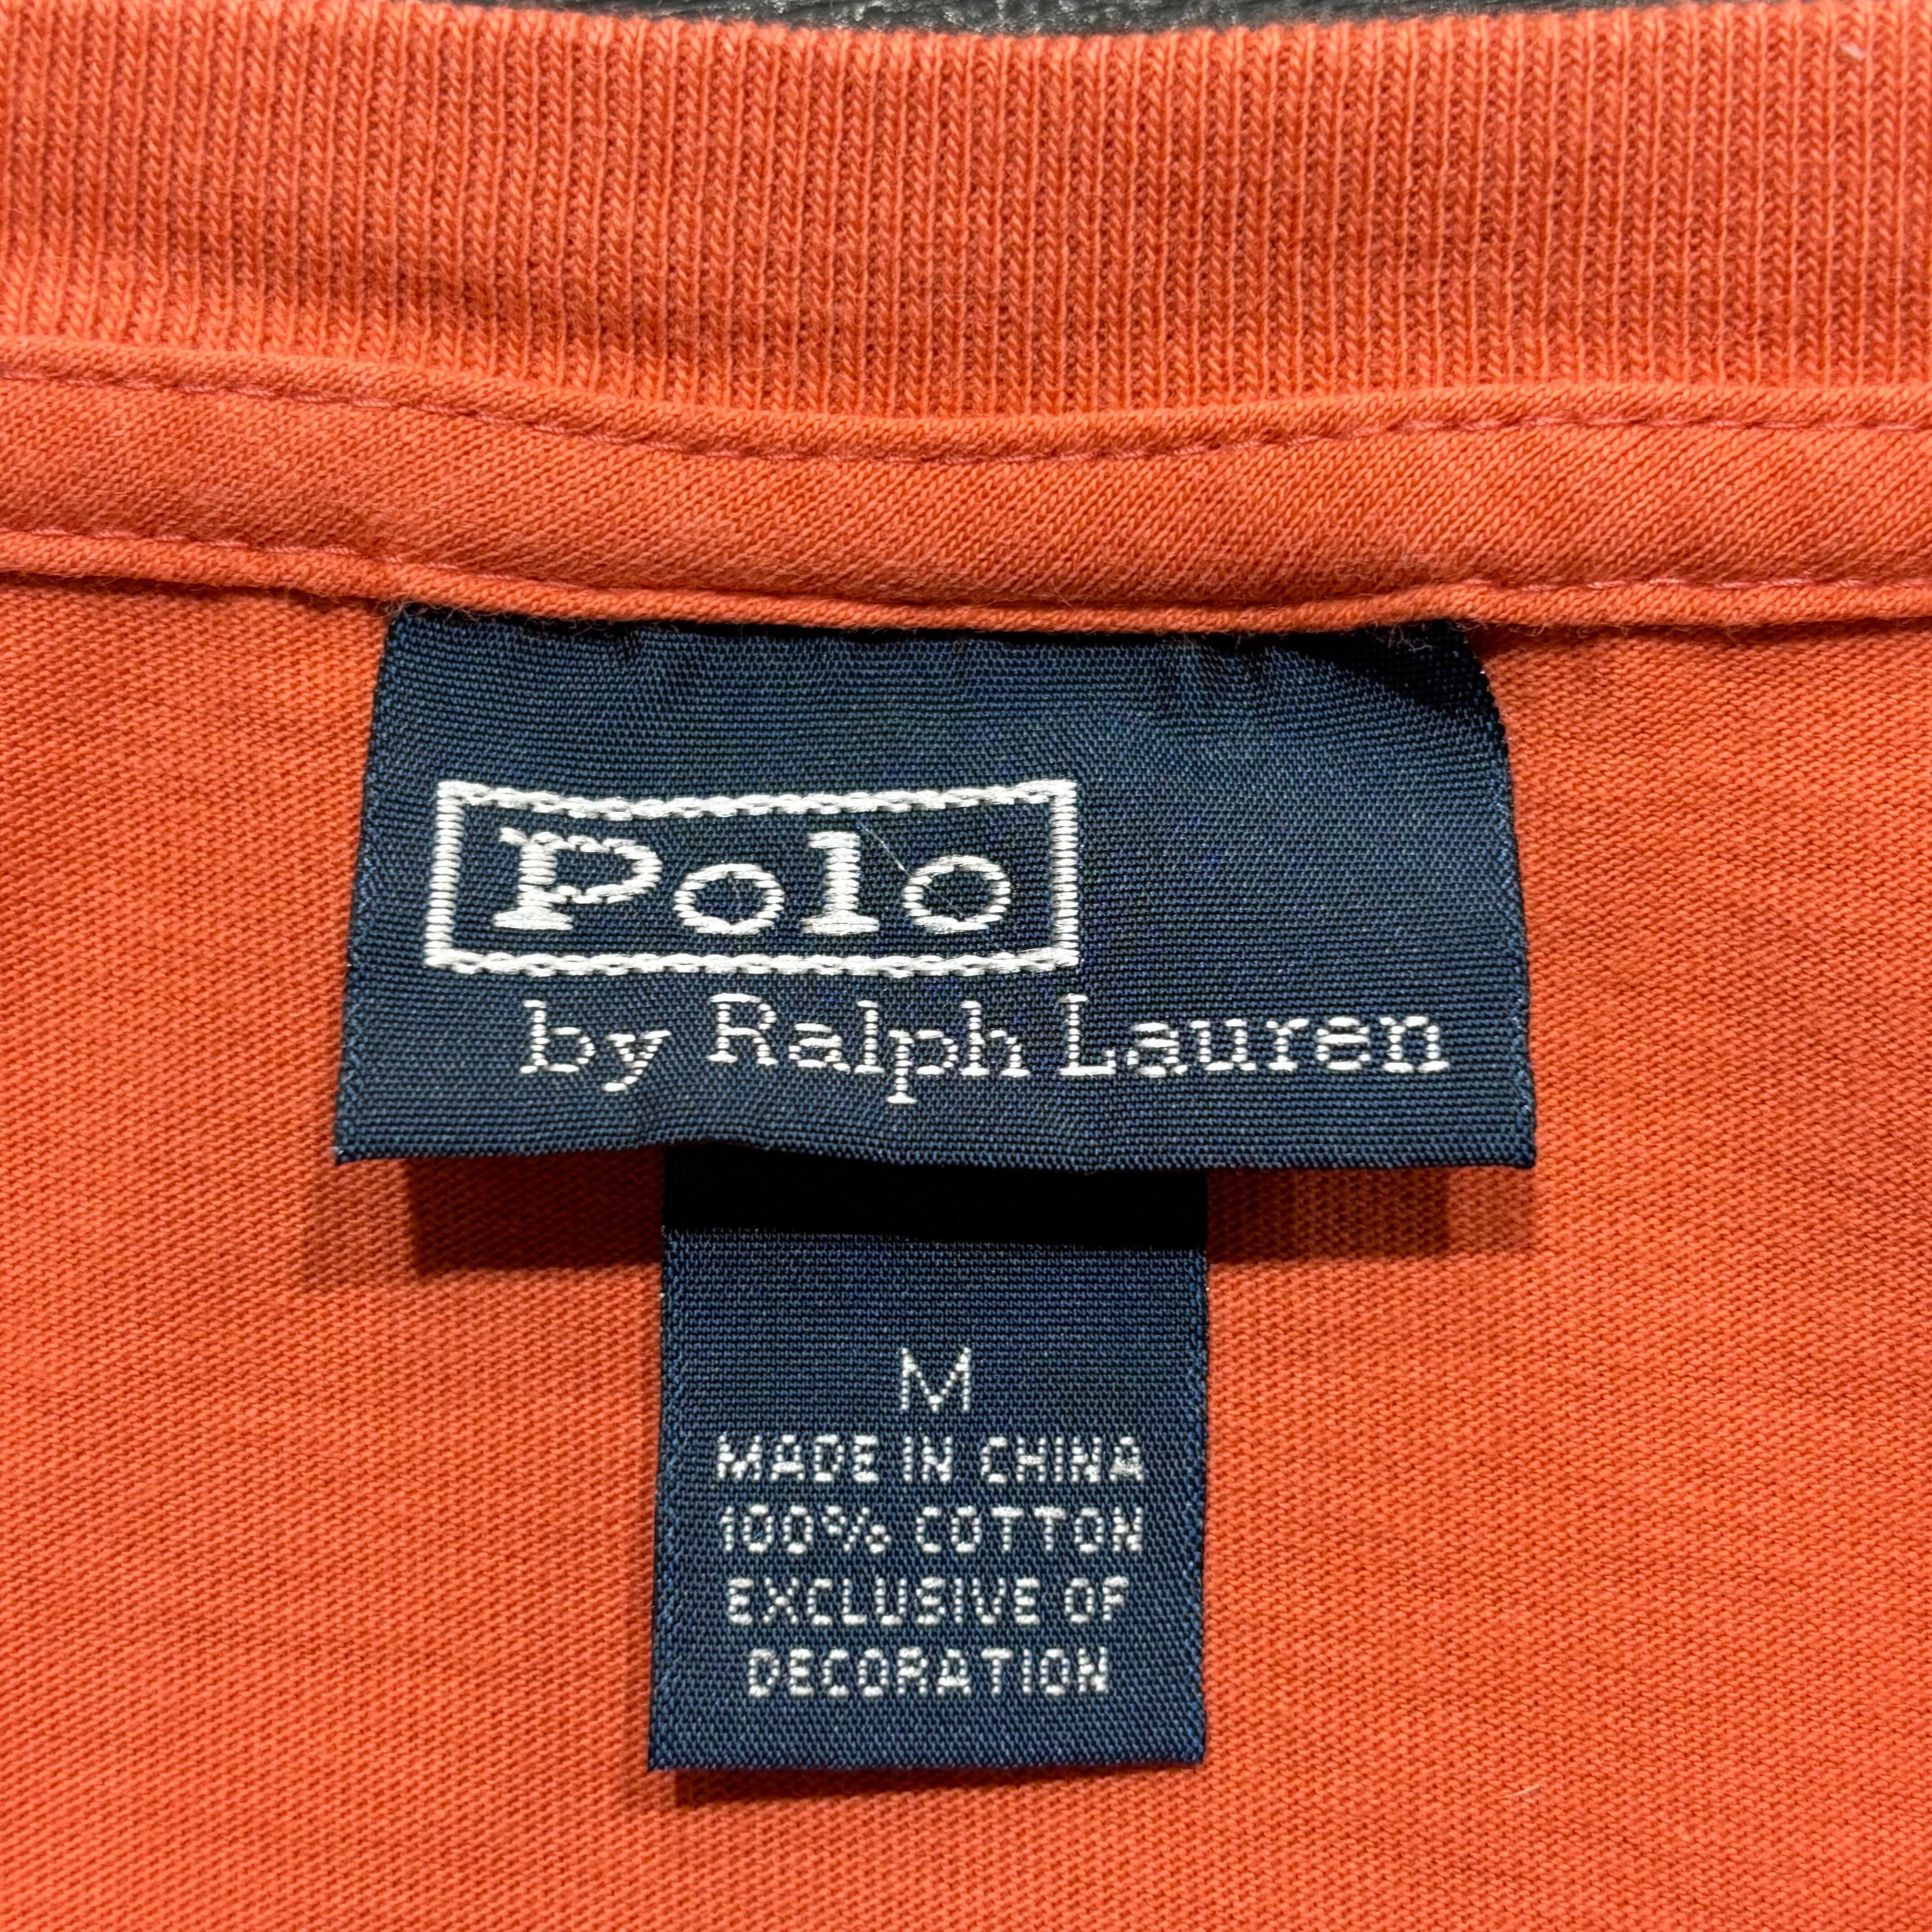 Polo
by Ralph Lauren
M
MADE IN CHINA
100% COTTON
EXCLUSIVE OF
DECORATION